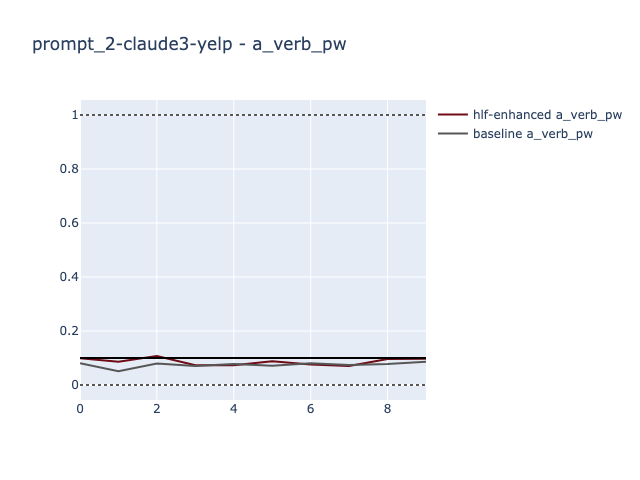 prompt_2-claude3-yelp - a_verb_pw
hlf-enhanced a_verb_pw
baseline a_verb_pw
1
0.8
0.6
0.4
0.2
0
0 2 4 6 8